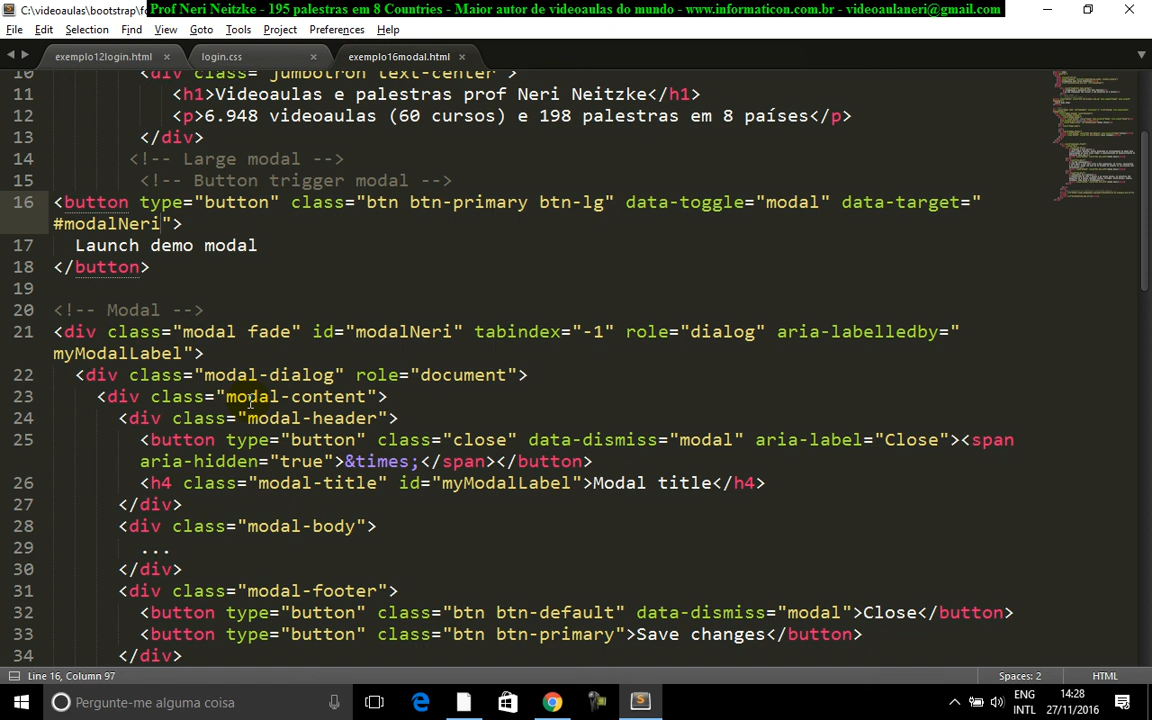 C:\videoaulas\bootstrap\fo
Prof Neri Neitzke - 195 palestras em 8 Countries - Maior autor de videoaulas do mundo - www.informaticon.com.br - videoaulaneri@gmail.com
File Edit Selection Find View Goto Tools Project Preferences Help
exemplo12login.html × login.css × exemplo16modal.html ×
10 <div class="jumbotron text-center">
11 <h1>Videoaulas e palestras prof Neri Neitzke</h1>
12 <p>6.948 videoaulas (60 cursos) e 198 palestras em 8 países</p>
13 </div>
14 <!-- Large modal -->
15 <!-- Button trigger modal -->
16 <button type="button" class="btn btn-primary btn-lg" data-toggle="modal" data-target="
#modalNeri">
17 Launch demo modal
18 </button>
19
20 <!-- Modal -->
21 <div class="modal fade" id="modalNeri" tabindex="-1" role="dialog" aria-labelledby="
myModalLabel">
22 <div class="modal-dialog" role="document">
23 <div class="modal-content">
24 <div class="modal-header">
25 <button type="button" class="close" data-dismiss="modal" aria-label="Close"><span
aria-hidden="true">&times;</span></button>
26 <h4 class="modal-title" id="myModalLabel">Modal title</h4>
27 </div>
28 <div class="modal-body">
29 ...
30 </div>
31 <div class="modal-footer">
32 <button type="button" class="btn btn-default" data-dismiss="modal">Close</button>
33 <button type="button" class="btn btn-primary">Save changes</button>
34 </div>
Line 16, Column 97 Spaces: 2 HTML
Pergunte-me alguma coisa
ENG 14:28
INTL 27/11/2016